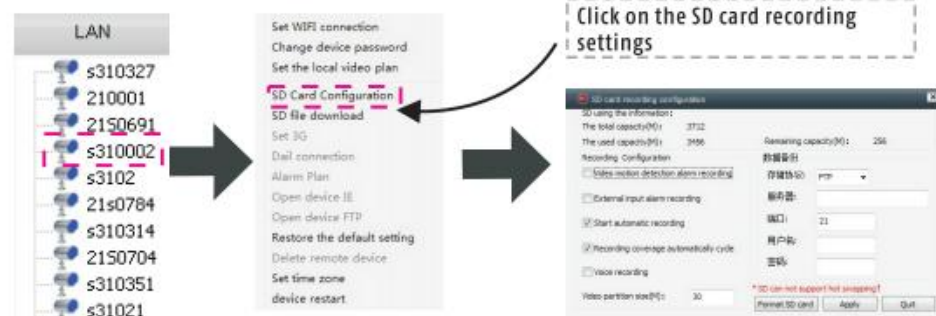 LAN
s310327
210001
2150691
s310002
s3102
21s0784
s310314
2150704
s310351
s31021
Set WIFI connection
Change device password
Set the local video plan
SD Card Configuration
SD file download
Set 3G
Dail connection
Alarm Plan
Open device IE
Open device FTP
Restore the default setting
Delete remote device
Set time zone
device restart
Click on the SD card recording
settings
SD card recording configuration
SD using the information:
The total capacity(M): 3712
The used capacity(M): 3456 Remaining capacity(M): 256
Recording Configuration 数据备份
Video motion detection alarm recording 存储协议 FTP
External input alarm recording 服务器:
Start automatic recording 端口: 21
Recording coverage automatically cycle 用户名:
Voice recording 密码:
*SD can not support hot swapping!
Video partition size(M): 30 Format SD card Apply Quit